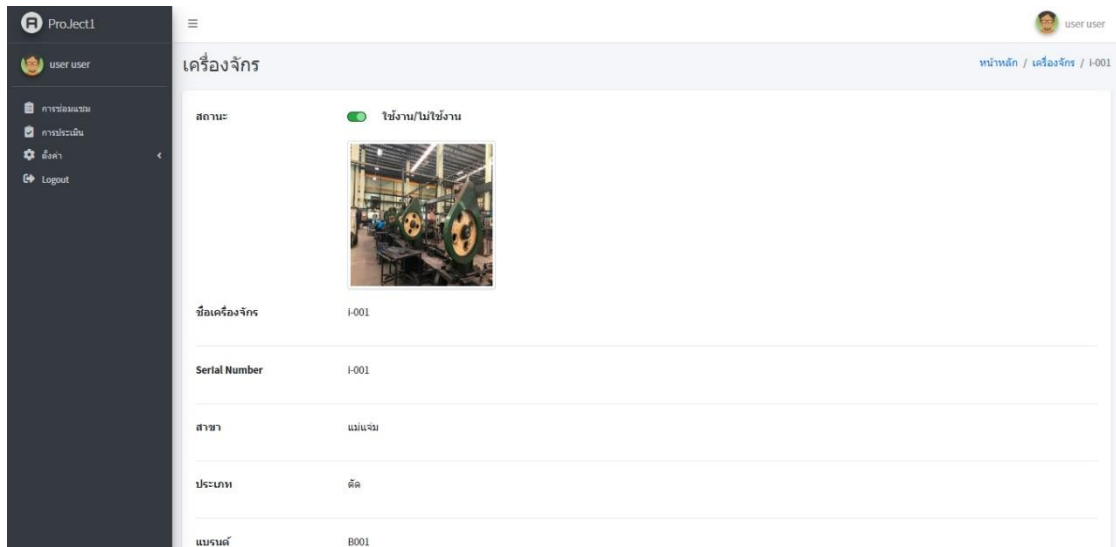 ProJect1
user user
user user
การซ่อมแซม
การประเมิน
ตั้งค่า
Logout
เครื่องจักร
หน้าหลัก / เครื่องจักร / i-001
สถานะ
ใช้งาน/ไม่ใช้งาน
ชื่อเครื่องจักร i-001
Serial Number i-001
สาขา แม่แจ่ม
ประเภท ตัด
แบรนด์ B001